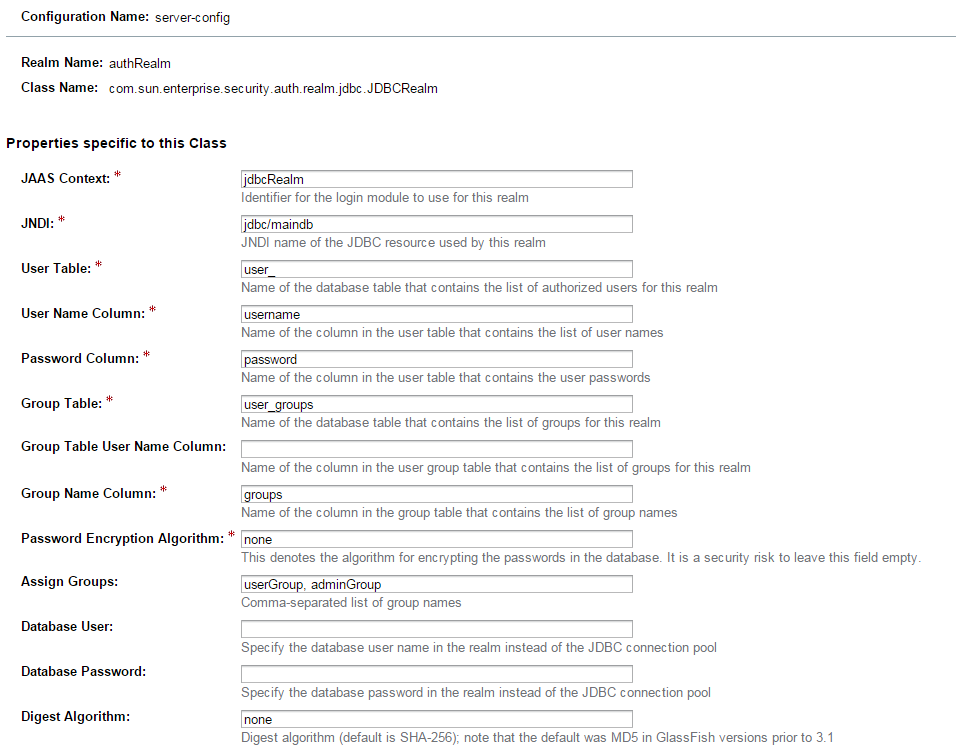 Configuration Name: server-config
Realm Name: authRealm
Class Name: com.sun.enterprise.security.auth.realm.jdbc.JDBCRealm
Properties specific to this Class
JAAS Context: * jdbcRealm
Identifier for the login module to use for this realm
JNDI: * jdbc/maindb
JNDI name of the JDBC resource used by this realm
User Table: * user_
Name of the database table that contains the list of authorized users for this realm
User Name Column: * username
Name of the column in the user table that contains the list of user names
Password Column: * password
Name of the column in the user table that contains the user passwords
Group Table: * user_groups
Name of the database table that contains the list of groups for this realm
Group Table User Name Column:
Name of the column in the user group table that contains the list of groups for this realm
Group Name Column: * groups
Name of the column in the group table that contains the list of group names
Password Encryption Algorithm: * none
This denotes the algorithm for encrypting the passwords in the database. It is a security risk to leave this field empty.
Assign Groups: userGroup, adminGroup
Comma-separated list of group names
Database User:
Specify the database user name in the realm instead of the JDBC connection pool
Database Password:
Specify the database password in the realm instead of the JDBC connection pool
Digest Algorithm: none
Digest algorithm (default is SHA-256); note that the default was MD5 in GlassFish versions prior to 3.1